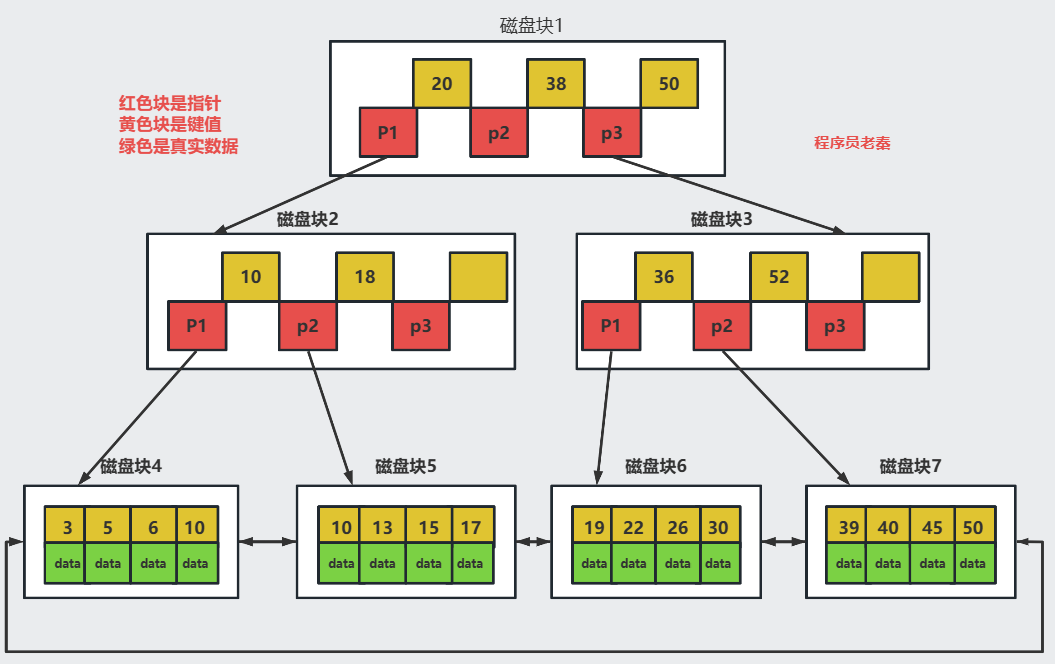 磁盘块1
20 38 50
P1 p2 p3
红色块是指针
黄色块是键值
绿色是真实数据
程序员老秦
磁盘块2
10 18
P1 p2 p3
磁盘块3
36 52
P1 p2 p3
磁盘块4
3 5 6 10
data data data data
磁盘块5
10 13 15 17
data data data data
磁盘块6
19 22 26 30
data data data data
磁盘块7
39 40 45 50
data data data data